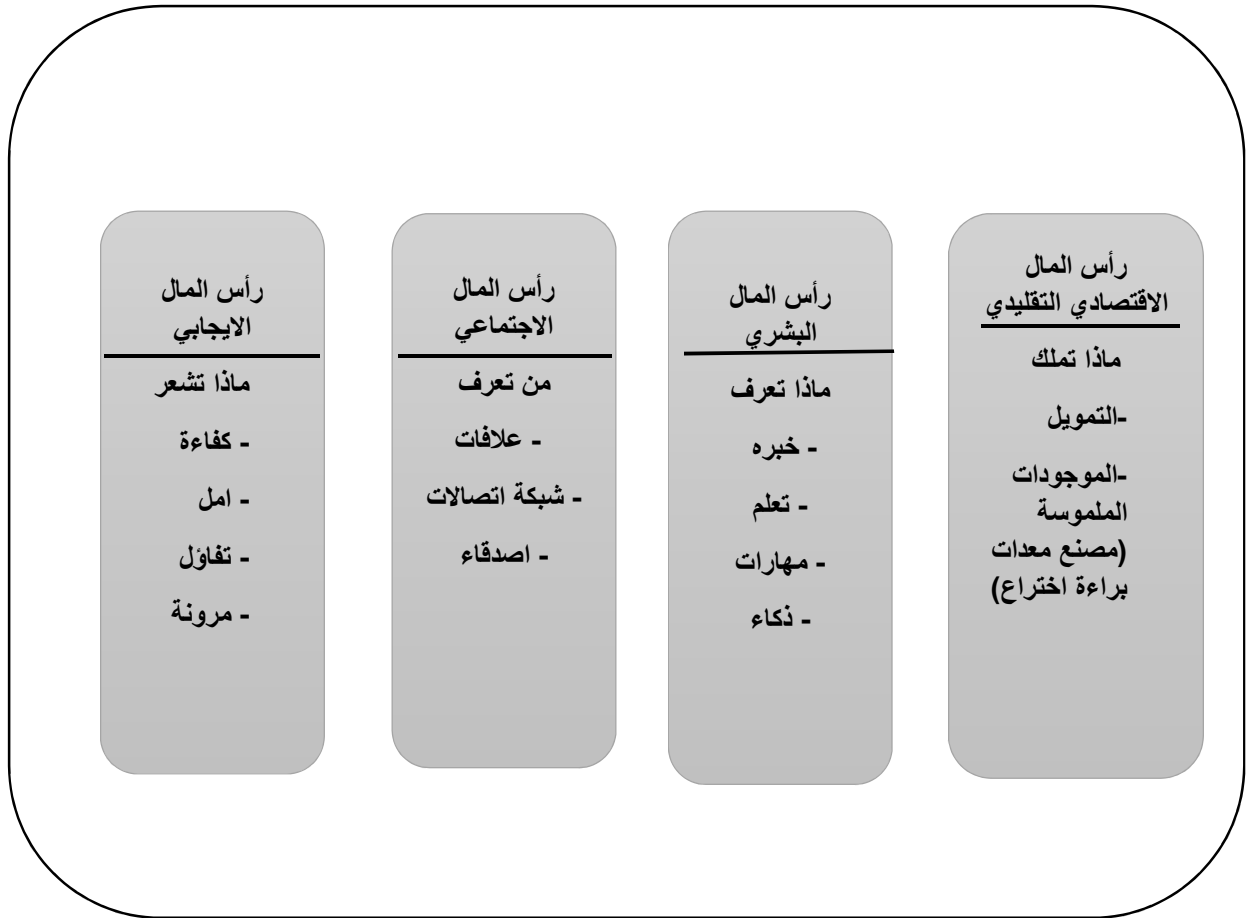 رأس المال
الاقتصادي التقليدي
ماذا تملك
-التمويل
-الموجودات
الملموسة
(مصنع معدات
براءة اختراع)
رأس المال
البشري
ماذا تعرف
- خبره
- تعلم
- مهارات
- ذكاء
رأس المال
الاجتماعي
من تعرف
- علافات
- شبكة اتصالات
- اصدقاء
رأس المال
الايجابي
ماذا تشعر
- كفاءة
- امل
- تفاؤل
- مرونة